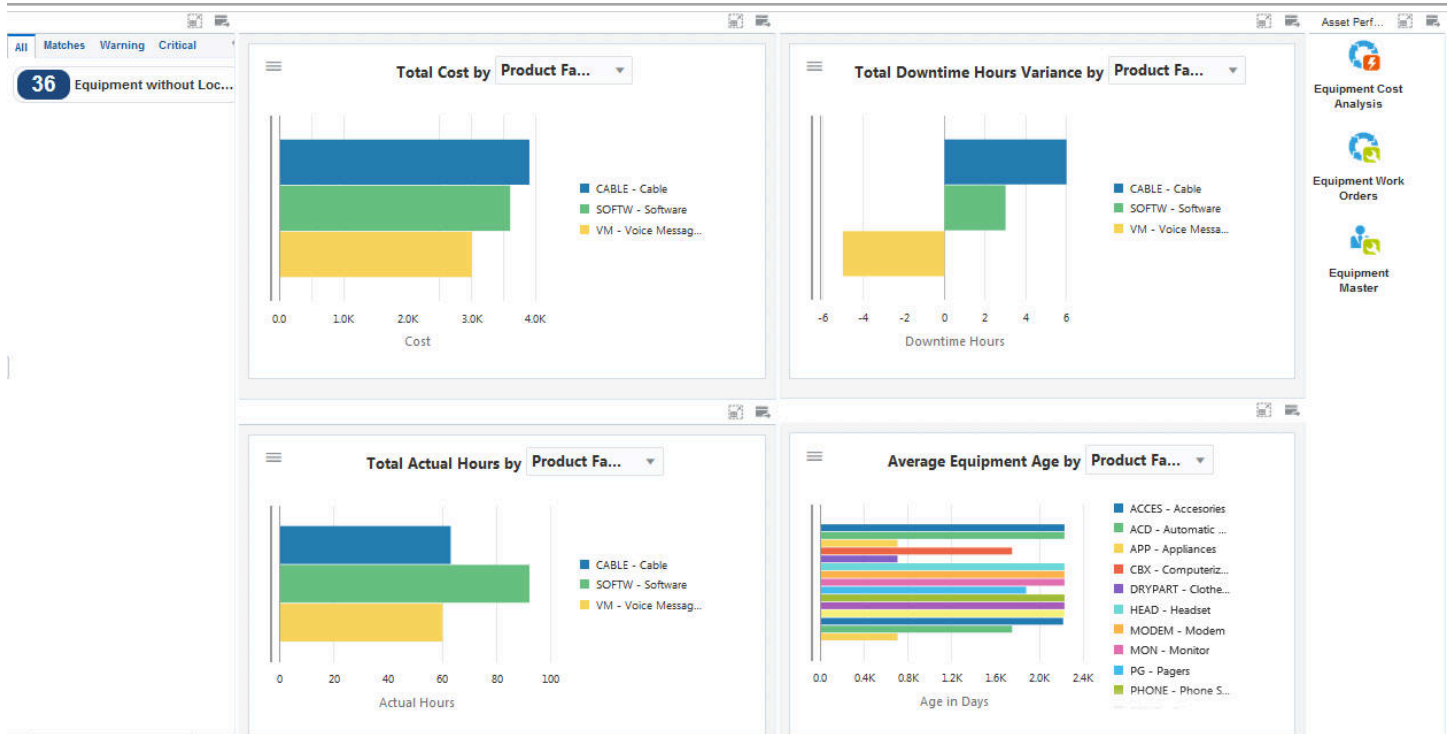 All Matches Warning Critical
36 Equipment without Loc...
Total Cost by Product Fa...
CABLE - Cable
SOFTW - Software
VM - Voice Messag...
0.0 1.0K 2.0K 3.0K 4.0K
Cost
Total Downtime Hours Variance by Product Fa...
CABLE - Cable
SOFTW - Software
VM - Voice Messa...
-6 -4 -2 0 2 4 6
Downtime Hours
Asset Perf...
Equipment Cost
Analysis
Equipment Work
Orders
Equipment
Master
Total Actual Hours by Product Fa...
CABLE - Cable
SOFTW - Software
VM - Voice Messag...
0 20 40 60 80 100
Actual Hours
Average Equipment Age by Product Fa...
ACCES - Accesories
ACD - Automatic ...
APP - Appliances
CBX - Computeriz...
DRYPART - Clothe...
HEAD - Headset
MODEM - Modem
MON - Monitor
PG - Pagers
PHONE - Phone S...
0.0 0.4K 0.8K 1.2K 1.6K 2.0K 2.4K
Age in Days